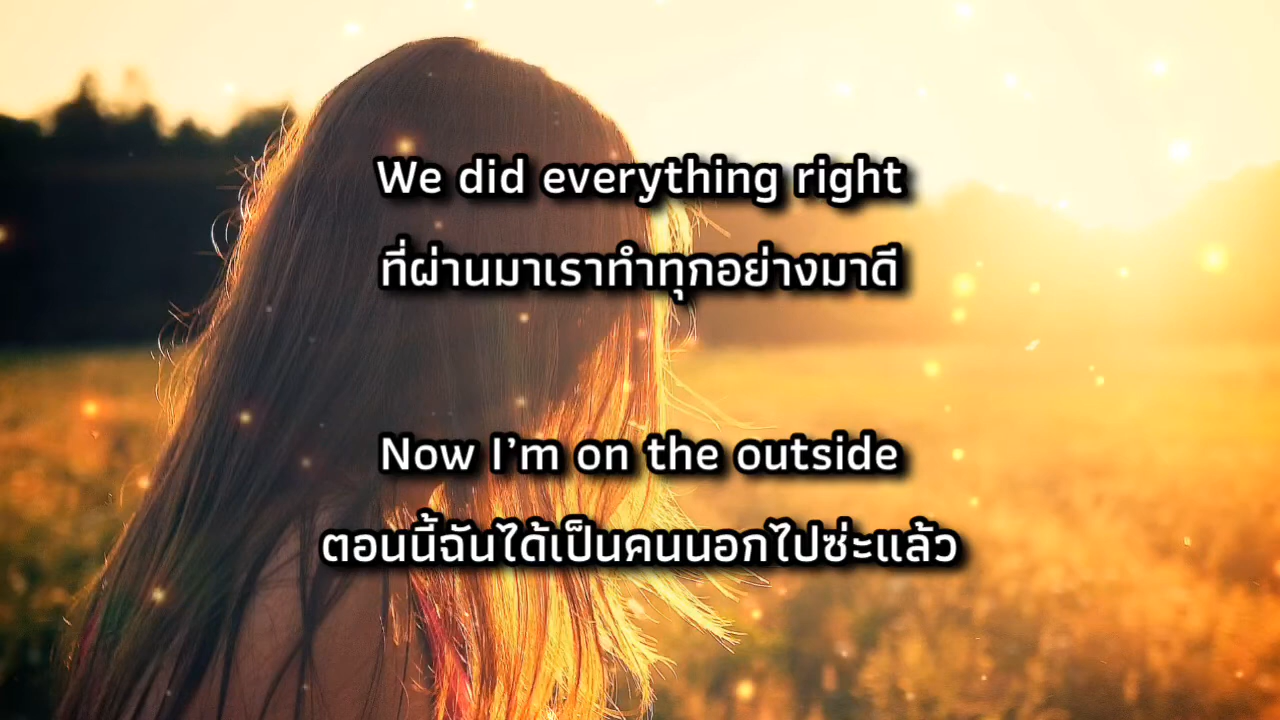 We did everything right
ที่ผ่านมาเราทำทุกอย่างมาดี
Now I’m on the outside
ตอนนี้ฉันได้เป็นคนนอกไปซ่ะแล้ว